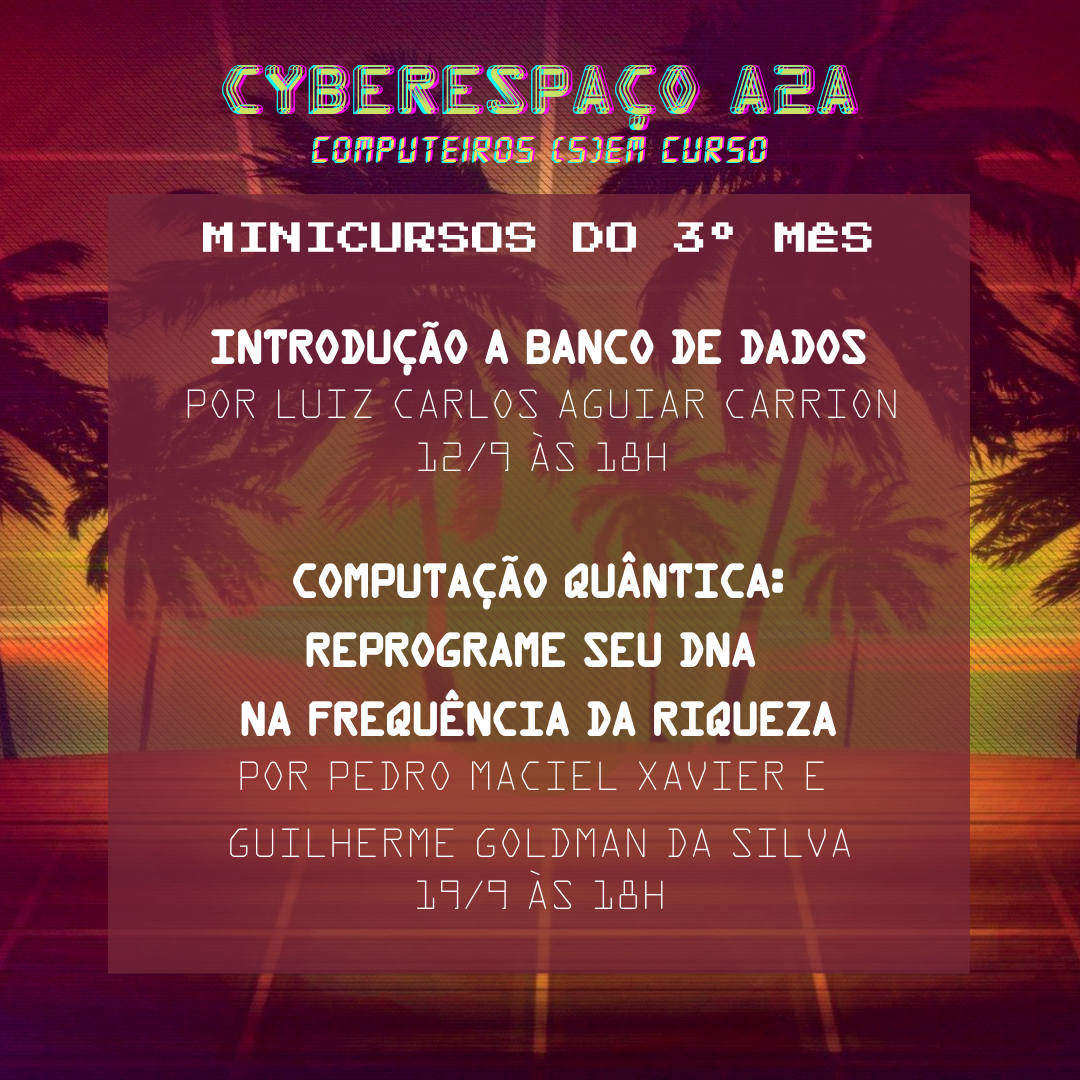 CYBERESPAÇO A2A
COMPUTEIROS (S)EM CURSO
MINICURSOS DO 3º MÊS
INTRODUÇÃO A BANCO DE DADOS
POR LUIZ CARLOS AGUIAR CARRION
12/9 ÀS 18H
COMPUTAÇÃO QUÂNTICA:
REPROGRAME SEU DNA
NA FREQUÊNCIA DA RIQUEZA
POR PEDRO MACIEL XAVIER E
GUILHERME GOLDMAN DA SILVA
19/9 ÀS 18H